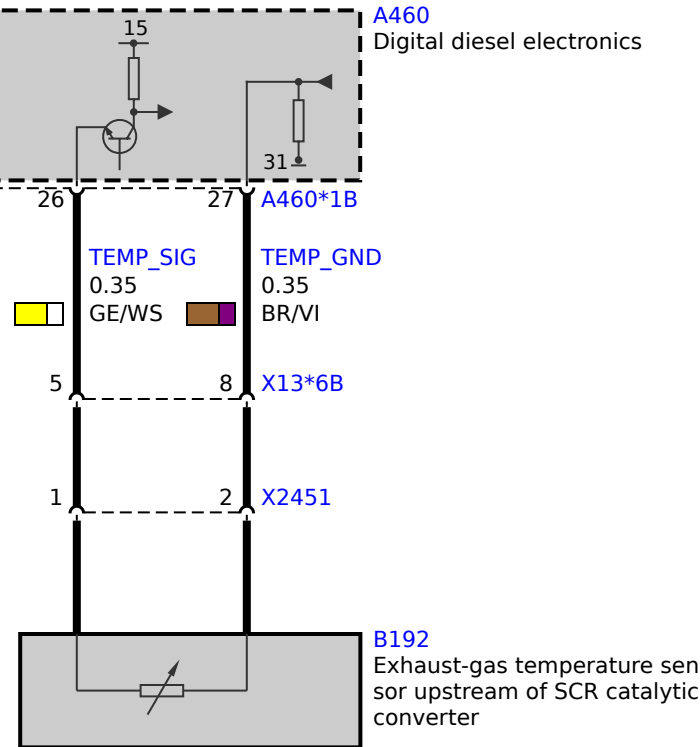 A460
Digital diesel electronics
15
31
26
27
A460*1B
TEMP_SIG
0.35
GE/WS
TEMP_GND
0.35
BR/VI
5
8
X13*6B
1
2
X2451
B192
Exhaust-gas temperature sen
sor upstream of SCR catalytic
converter